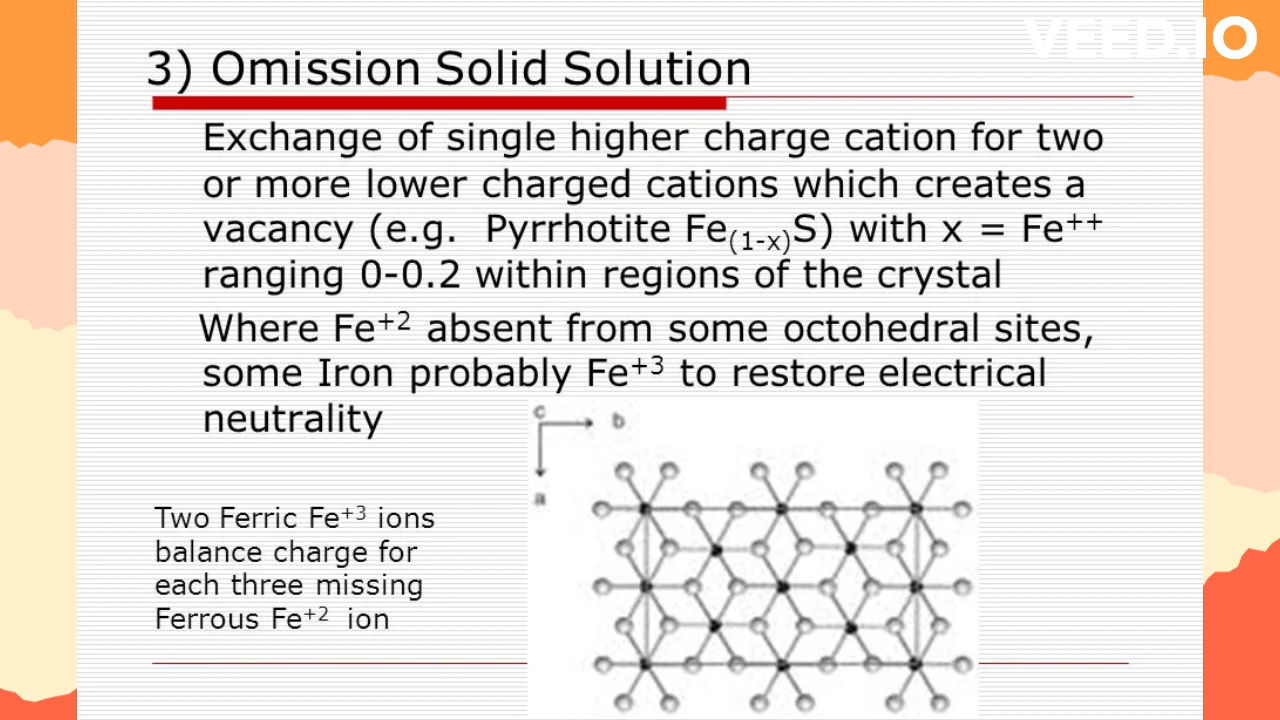 VEED.IO
3) Omission Solid Solution
Exchange of single higher charge cation for two
or more lower charged cations which creates a
vacancy (e.g. Pyrrhotite Fe(1-x)S) with x = Fe++
ranging 0-0.2 within regions of the crystal
Where Fe+2 absent from some octohedral sites,
some Iron probably Fe+3 to restore electrical
neutrality
c
b
a
Two Ferric Fe+3 ions
balance charge for
each three missing
Ferrous Fe+2 ion